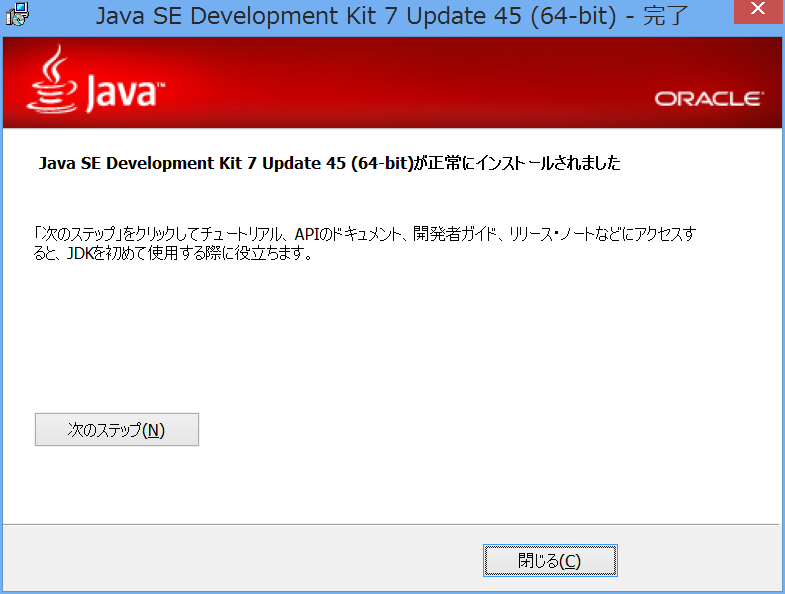 Java SE Development Kit 7 Update 45 (64-bit) - 完了
Java™
ORACLE®
Java SE Development Kit 7 Update 45 (64-bit)が正常にインストールされました
「次のステップ」をクリックしてチュートリアル、APIのドキュメント、開発者ガイド、リリース・ノートなどにアクセスす
ると、JDKを初めて使用する際に役立ちます。
次のステップ(N)
閉じる(C)